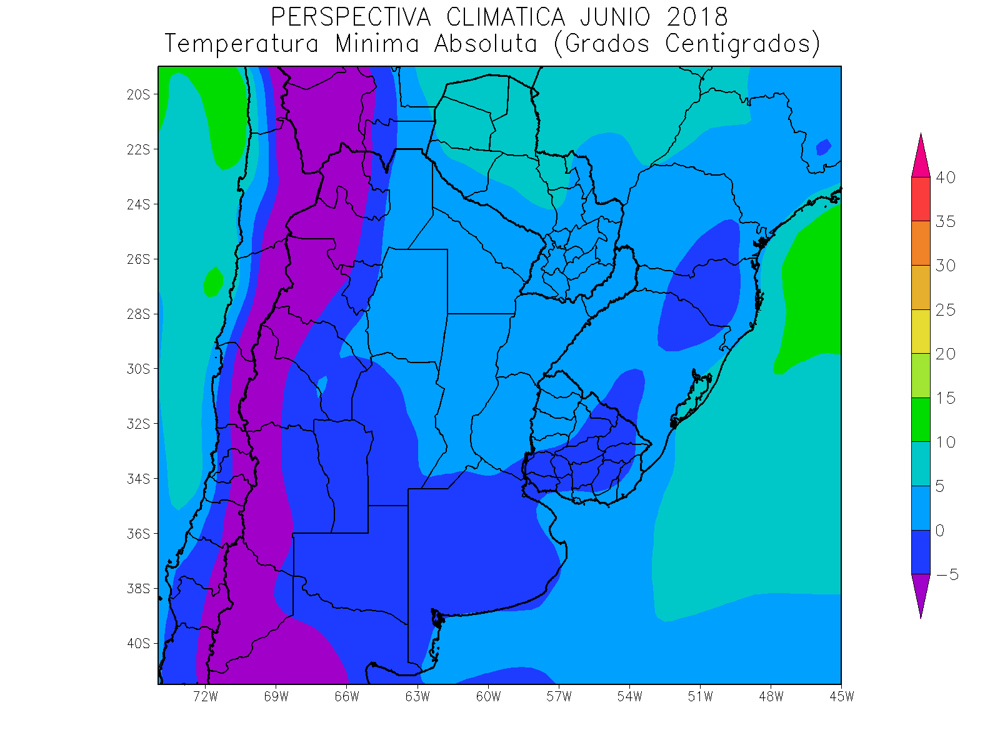 PERSPECTIVA CLIMATICA JUNIO 2018
Temperatura Minima Absoluta (Grados Centigrados)
20S
22S
24S
26S
28S
30S
32S
34S
36S
38S
40S
72W 69W 66W 63W 60W 57W 54W 51W 48W 45W
40
35
30
25
20
15
10
5
0
-5